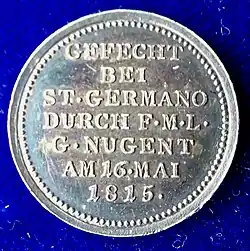 GEFECHT
BEI
ST·GERMANO
DURCH F·M·L·
G·NUGENT
AM 16·MAI
1815.